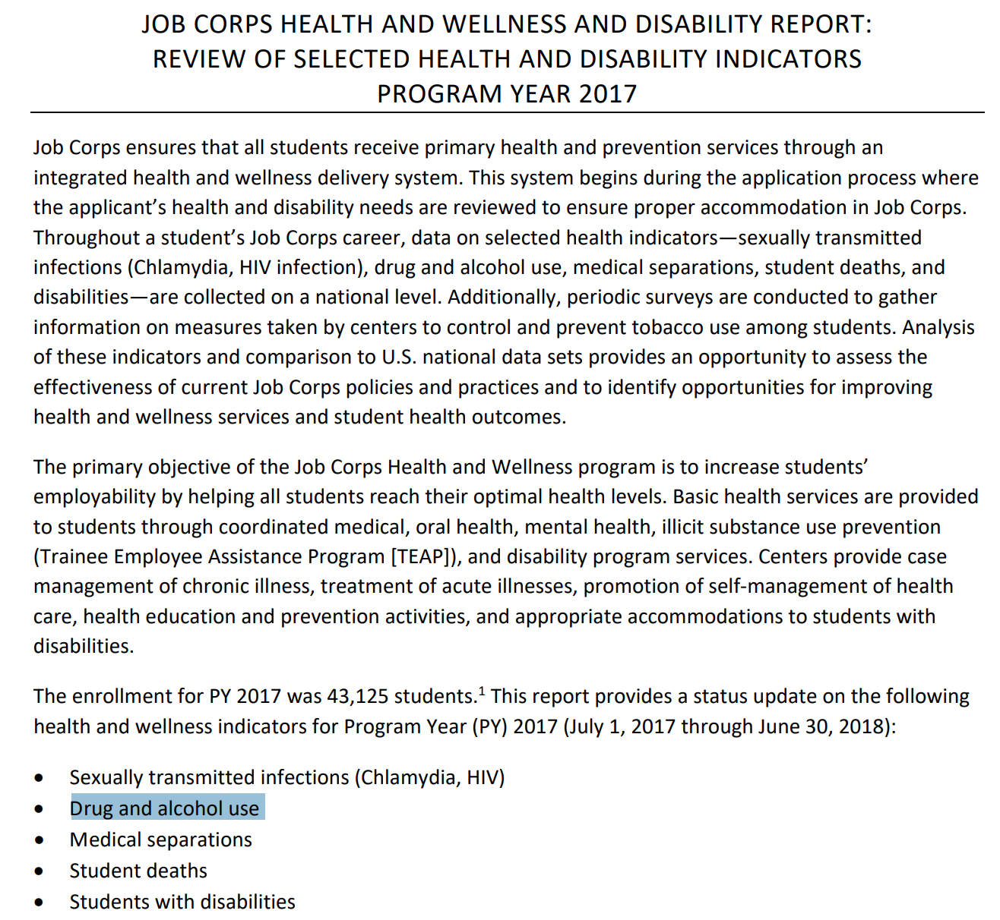 JOB CORPS HEALTH AND WELLNESS AND DISABILITY REPORT:
REVIEW OF SELECTED HEALTH AND DISABILITY INDICATORS
PROGRAM YEAR 2017
Job Corps ensures that all students receive primary health and prevention services through an
integrated health and wellness delivery system. This system begins during the application process where
the applicant’s health and disability needs are reviewed to ensure proper accommodation in Job Corps.
Throughout a student’s Job Corps career, data on selected health indicators—sexually transmitted
infections (Chlamydia, HIV infection), drug and alcohol use, medical separations, student deaths, and
disabilities—are collected on a national level. Additionally, periodic surveys are conducted to gather
information on measures taken by centers to control and prevent tobacco use among students. Analysis
of these indicators and comparison to U.S. national data sets provides an opportunity to assess the
effectiveness of current Job Corps policies and practices and to identify opportunities for improving
health and wellness services and student health outcomes.
The primary objective of the Job Corps Health and Wellness program is to increase students’
employability by helping all students reach their optimal health levels. Basic health services are provided
to students through coordinated medical, oral health, mental health, illicit substance use prevention
(Trainee Employee Assistance Program [TEAP]), and disability program services. Centers provide case
management of chronic illness, treatment of acute illnesses, promotion of self-management of health
care, health education and prevention activities, and appropriate accommodations to students with
disabilities.
The enrollment for PY 2017 was 43,125 students.¹ This report provides a status update on the following
health and wellness indicators for Program Year (PY) 2017 (July 1, 2017 through June 30, 2018):
• Sexually transmitted infections (Chlamydia, HIV)
• Drug and alcohol use
• Medical separations
• Student deaths
• Students with disabilities